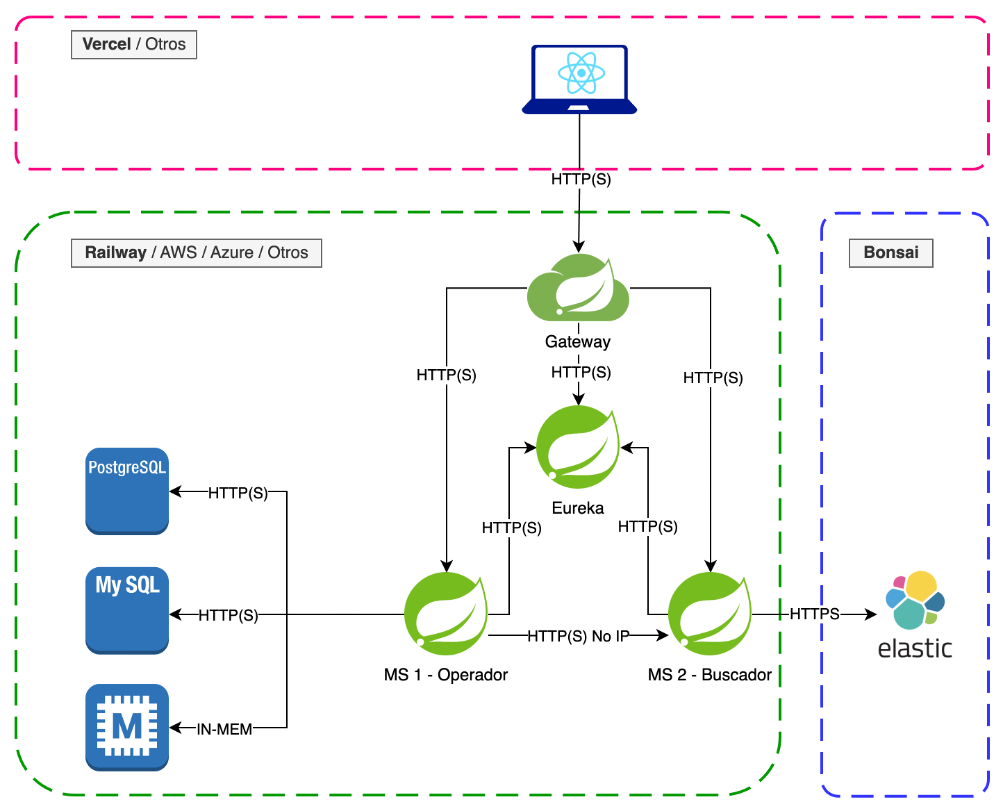 Vercel / Otros
HTTP(S)
Railway / AWS / Azure / Otros
Bonsai
Gateway
HTTP(S)
HTTP(S)
HTTP(S)
PostgreSQL
HTTP(S)
Eureka
HTTP(S)
HTTP(S)
My SQL
HTTP(S)
HTTPS
HTTP(S) No IP
elastic
MS 1 - Operador
MS 2 - Buscador
M
IN-MEM